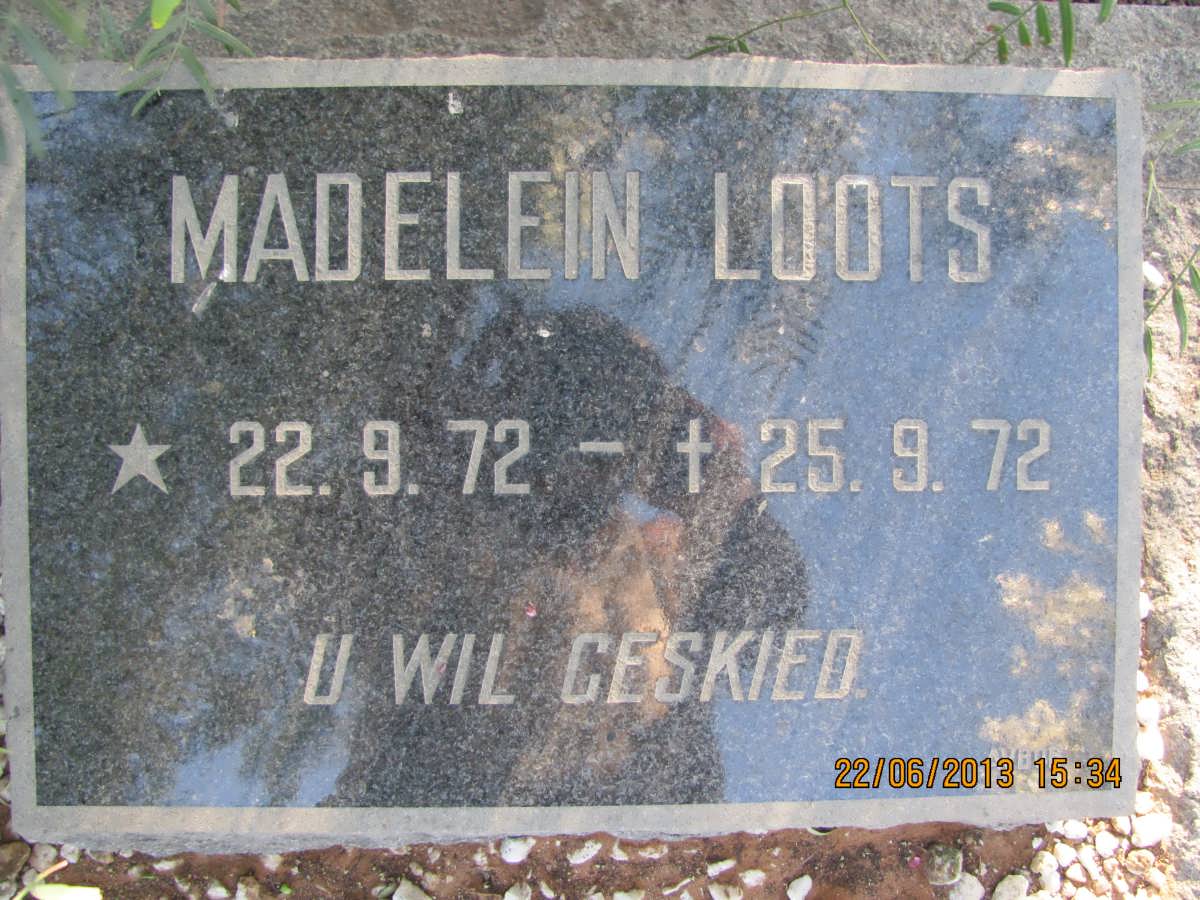 MADELEIN LOOTS
★ 22. 9. 72 – † 25. 9. 72
U WIL GESKIED.
22/06/2013 15:34